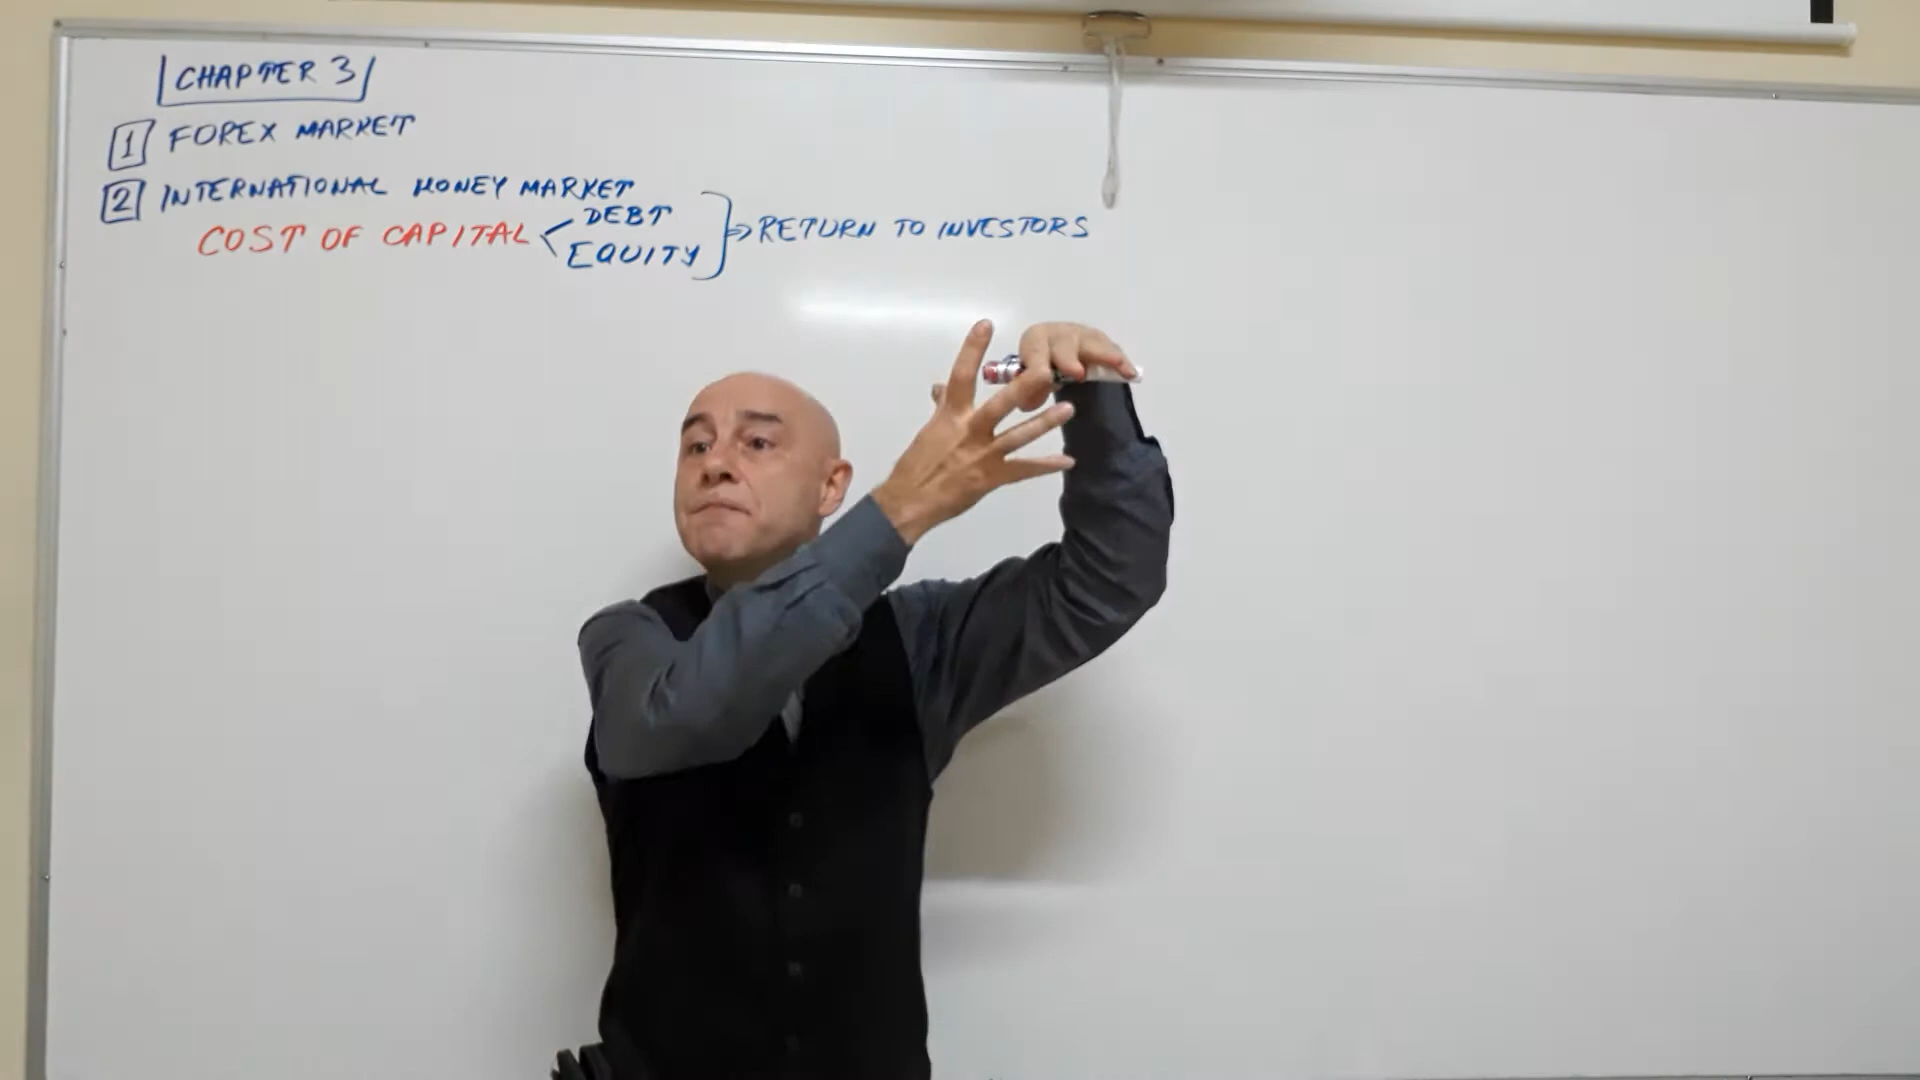 CHAPTER 3
1 FOREX MARKET
2 INTERNATIONAL MONEY MARKET
COST OF CAPITAL < DEBT
EQUITY } ⇒ RETURN TO INVESTORS